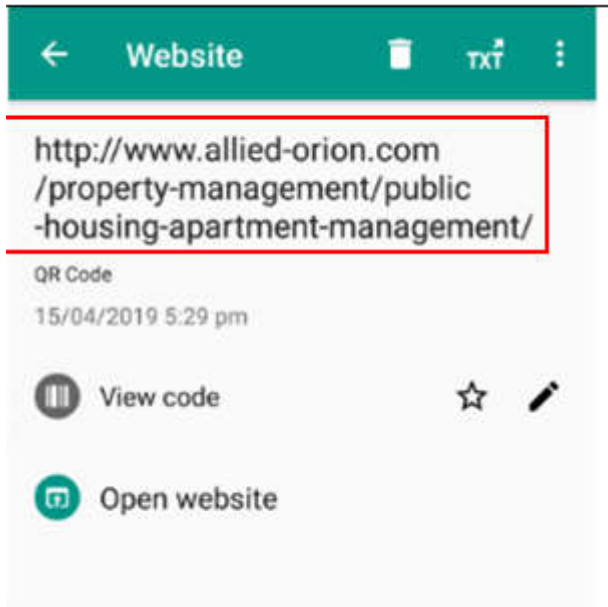 Website
TXT
http://www.allied-orion.com
/property-management/public
-housing-apartment-management/
QR Code
15/04/2019 5:29 pm
View code
Open website